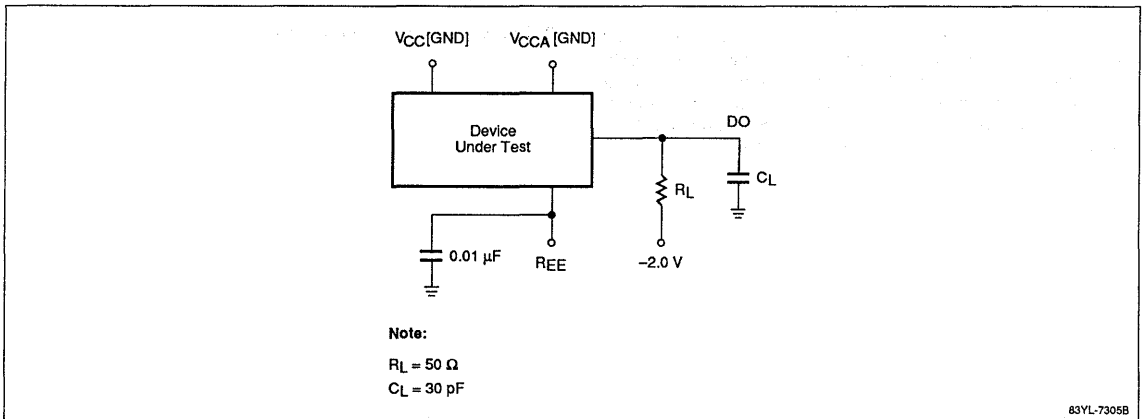 VCC[GND] VCCA[GND]
Device
Under Test
DO
CL
RL
0.01 μF
REE
–2.0 V
Note:
RL = 50 Ω
CL = 30 pF
83YL-7305B